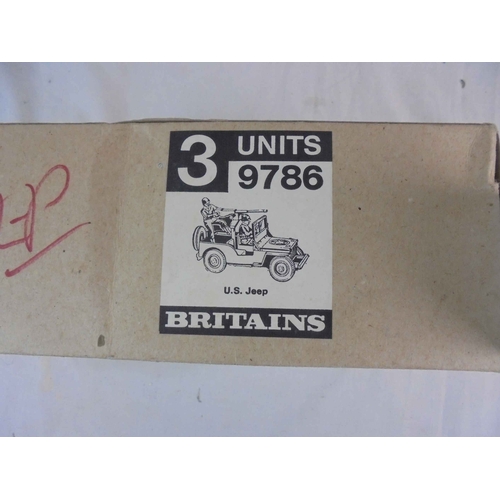 3 UNITS
9786
U.S. Jeep
BRITAINS